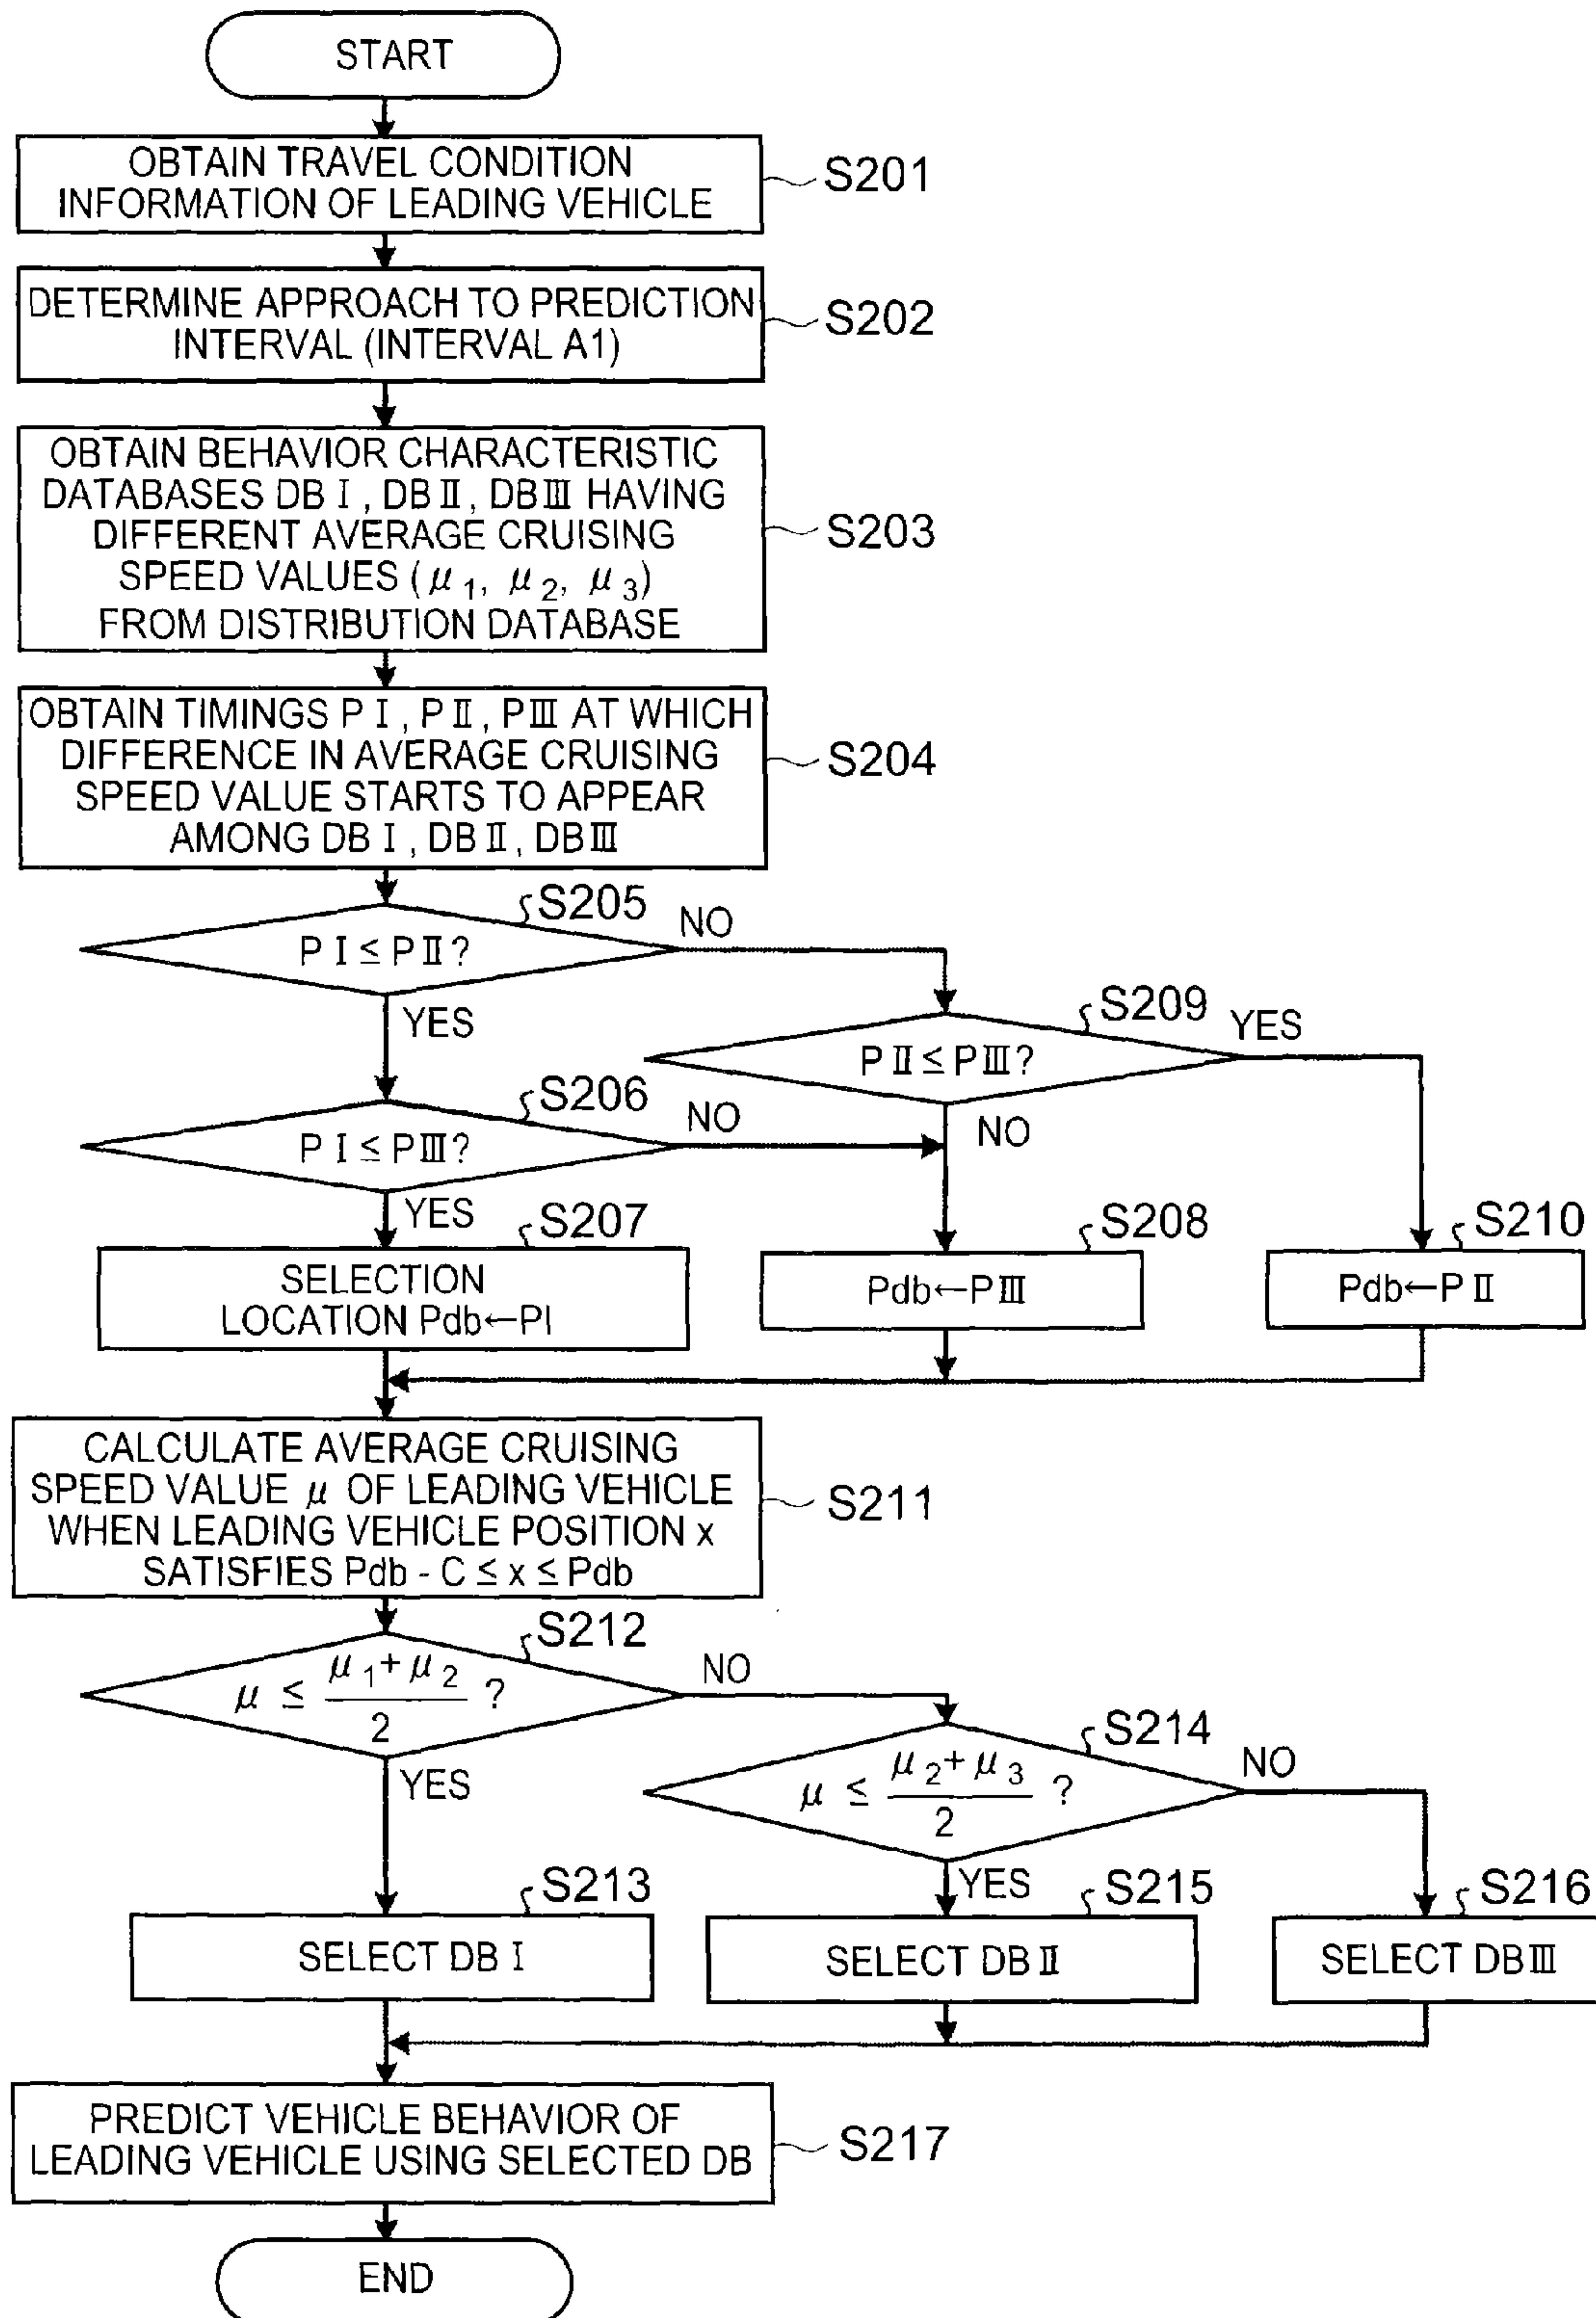 START
OBTAIN TRAVEL CONDITION
INFORMATION OF LEADING VEHICLE
S201
DETERMINE APPROACH TO PREDICTION
INTERVAL (INTERVAL A1)
S202
OBTAIN BEHAVIOR CHARACTERISTIC
DATABASES DB I, DB II, DB III HAVING
DIFFERENT AVERAGE CRUISING
SPEED VALUES (μ1, μ2, μ3)
FROM DISTRIBUTION DATABASE
S203
OBTAIN TIMINGS P I, P II, P III AT WHICH
DIFFERENCE IN AVERAGE CRUISING
SPEED VALUE STARTS TO APPEAR
AMONG DB I, DB II, DB III
S204
S205
P I ≤ P II?
NO
YES
S209
P II ≤ P III?
YES
NO
S206
P I ≤ P III?
NO
YES
S207
SELECTION
LOCATION Pdb←PI
S208
Pdb←P III
S210
Pdb←P II
CALCULATE AVERAGE CRUISING
SPEED VALUE μ OF LEADING VEHICLE
WHEN LEADING VEHICLE POSITION x
SATISFIES Pdb - C ≤ x ≤ Pdb
S211
S212
μ ≤ (μ1+μ2)/2 ?
NO
YES
S214
μ ≤ (μ2+μ3)/2 ?
NO
YES
S213
SELECT DB I
S215
SELECT DB II
S216
SELECT DB III
PREDICT VEHICLE BEHAVIOR OF
LEADING VEHICLE USING SELECTED DB
S217
END